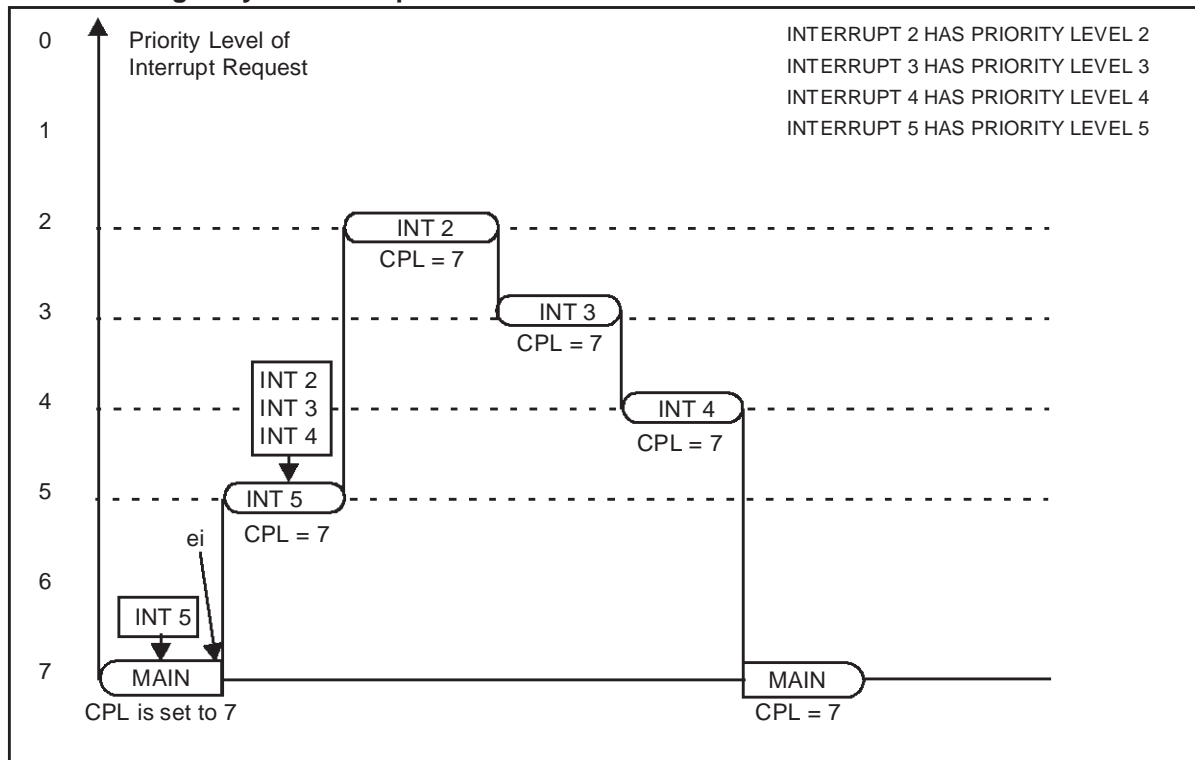 0
Priority Level of
Interrupt Request
INTERRUPT 2 HAS PRIORITY LEVEL 2
INTERRUPT 3 HAS PRIORITY LEVEL 3
INTERRUPT 4 HAS PRIORITY LEVEL 4
INTERRUPT 5 HAS PRIORITY LEVEL 5
1
2
INT 2
CPL = 7
3
INT 3
CPL = 7
INT 2
INT 3
INT 4
4
INT 4
CPL = 7
5
INT 5
CPL = 7
ei
6
INT 5
7
MAIN
CPL is set to 7
MAIN
CPL = 7